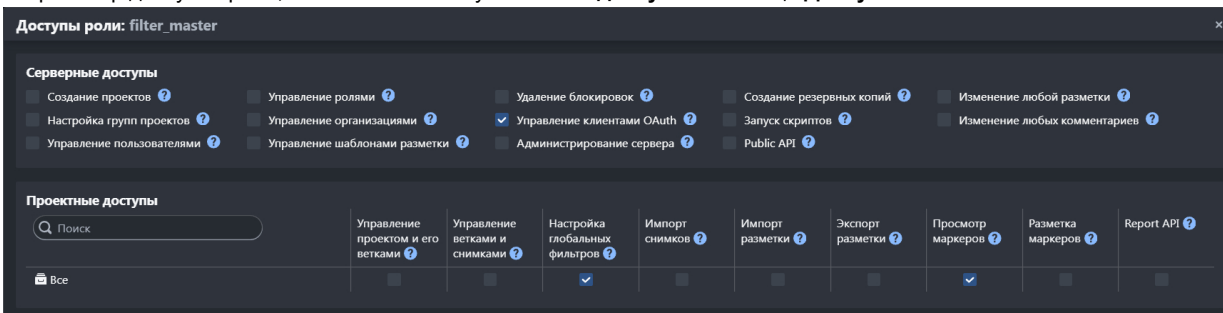 Доступы роли: filter_master
Серверные доступы
Создание проектов ? Управление ролями ? Удаление блокировок ? Создание резервных копий ? Изменение любой разметки ?
Настройка групп проектов ? Управление организациями ? Управление клиентами OAuth ? Запуск скриптов ? Изменение любых комментариев ?
Управление пользователями ? Управление шаблонами разметки ? Администрирование сервера ? Public API ?
Проектные доступы
Поиск
Управление проектом и его ветками ?
Управление ветками и снимками ?
Настройка глобальных фильтров ?
Импорт снимков ?
Импорт разметки ?
Экспорт разметки ?
Просмотр маркеров ?
Разметка маркеров ?
Report API ?
Все